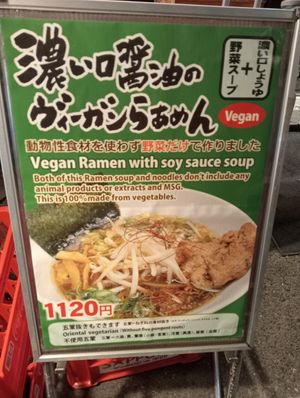 濃い口醤油の
ヴィーガンらあめん
濃い口しょうゆ
+
野菜スープ
Vegan
動物性食材を使わず野菜だけで作りました
Vegan Ramen with soy sauce soup
Both of this Ramen soup and noodles don't include any
animal products or extracts and MSG.
This is 100% made from vegetables.
1120円
五葷抜きもできます
Oriental vegetarian (Without five pungent roots)
不使用五葷